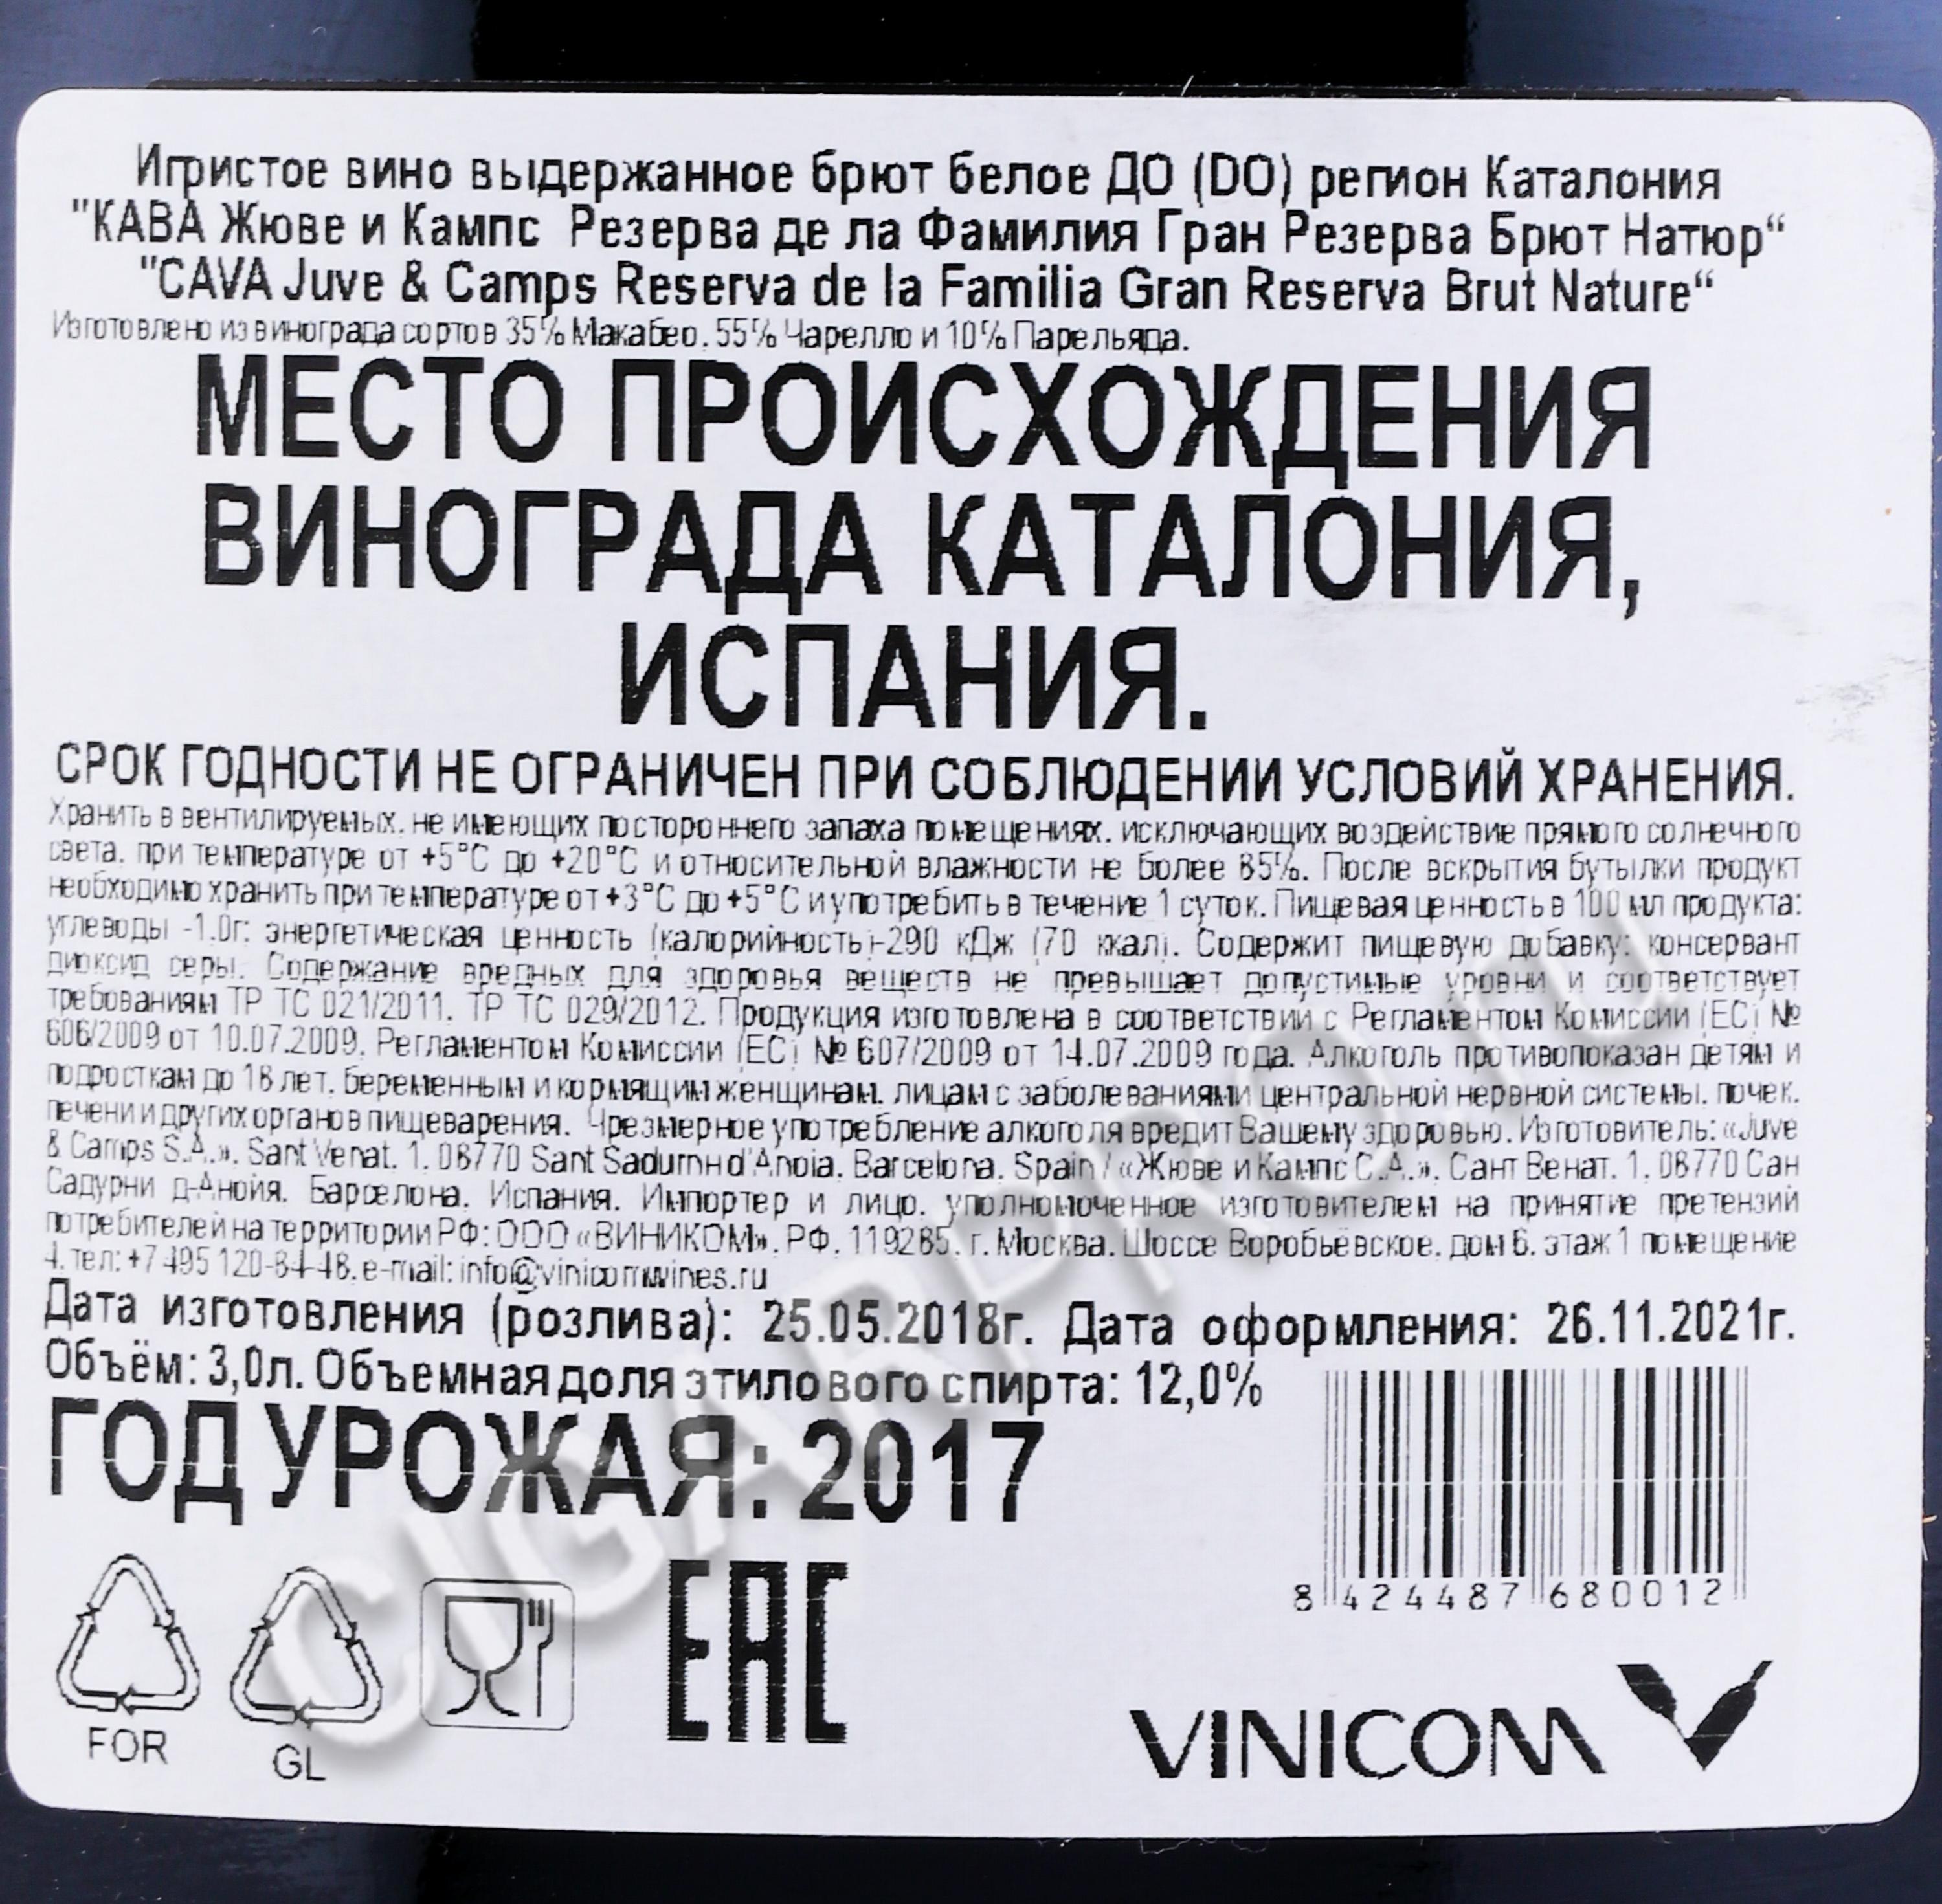 Игристое вино выдержанное брют белое ДО (DO) регион Каталония
"КАВА Жюве и Кампс Резерва де ла Фамилия Гран Резерва Брют Натюр“
"CAVA Juve & Camps Reserva de la Familia Gran Reserva Brut Nature“
Изготовлено из винограда сортов 35% Макабео, 55% Чарелло и 10% Парельяда.
МЕСТО ПРОИСХОЖДЕНИЯ
ВИНОГРАДА КАТАЛОНИЯ,
ИСПАНИЯ.
СРОК ГОДНОСТИ НЕ ОГРАНИЧЕН ПРИ СОБЛЮДЕНИИ УСЛОВИЙ ХРАНЕНИЯ.
Хранить в вентилируемых, не имеющих постороннего запаха помещениях, исключающих воздействие прямого солнечного
света, при температуре от +5°С до +20°С и относительной влажности не более 85%. После вскрытия бутылки продукт
необходимо хранить при температуре от +3°С до +5°С и употребить в течение 1 суток. Пищевая ценность в 100 мл продукта:
углеводы -1.0г; энергетическая ценность (калорийность)-290 кДж (70 ккал). Содержит пищевую добавку: консервант
диоксид серы. Содержание вредных для здоровья веществ не превышает допустимые уровни и соответствует
требованиям ТР ТС 021/2011, ТР ТС 029/2012. Продукция изготовлена в соответствии с Регламентом Комиссии (ЕС) №
606/2009 от 10.07.2009, Регламентом Комиссии (ЕС) № 607/2009 от 14.07.2009 года. Алкоголь противопоказан детям и
подросткам до 18 лет, беременным и кормящим женщинам, лицам с заболеваниями центральной нервной системы, почек,
печени и других органов пищеварения. Чрезмерное употребление алкоголя вредит Вашему здоровью. Изготовитель: «Juve
& Camps S.A.», Sant Venat, 1, 08770 Sant Sadurni d'Anoia, Barcelona, Spain / «Жюве и Кампс С.А.», Сант Венат, 1, 08770 Сан
Садурни д-Анойя, Барселона, Испания. Импортер и лицо, уполномоченное изготовителем на принятие претензий
потребителей на территории РФ: ООО «ВИНИКОМ», РФ, 119285, г. Москва, Шоссе Воробьёвское, дом 6, этаж 1 помещение
4, тел: +7 495 120-84-48, e-mail: info@vinicomwines.ru
Дата изготовления (розлива): 25.05.2018г. Дата оформления: 26.11.2021г.
Объём: 3,0л. Объемная доля этилового спирта: 12,0%
ГОД УРОЖАЯ: 2017
8 424487 680012
FOR
GL
EAC
VINICOM
CIGARPRO.ru